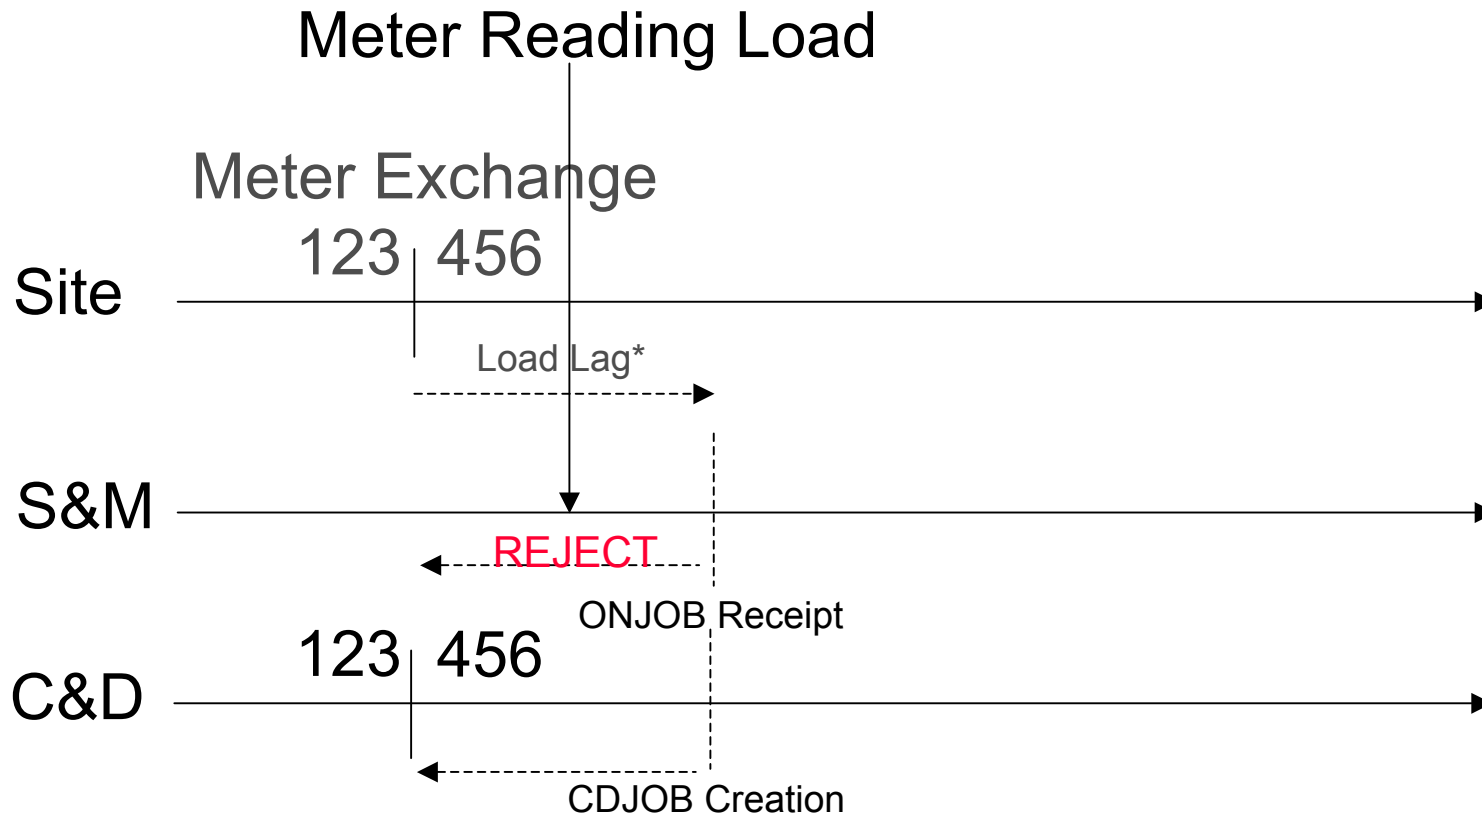 Meter Reading Load
Meter Exchange
123 456
Site
Load Lag*
S&M
REJECT
ONJOB Receipt
123 456
C&D
CDJOB Creation